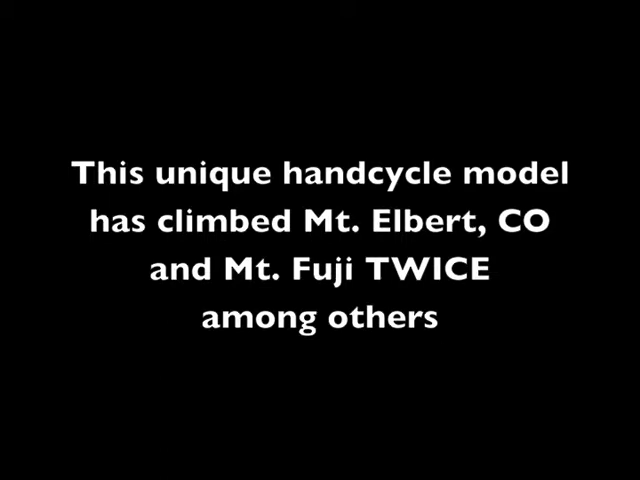 This unique handcycle model
has climbed Mt. Elbert, CO
and Mt. Fuji TWICE
among others